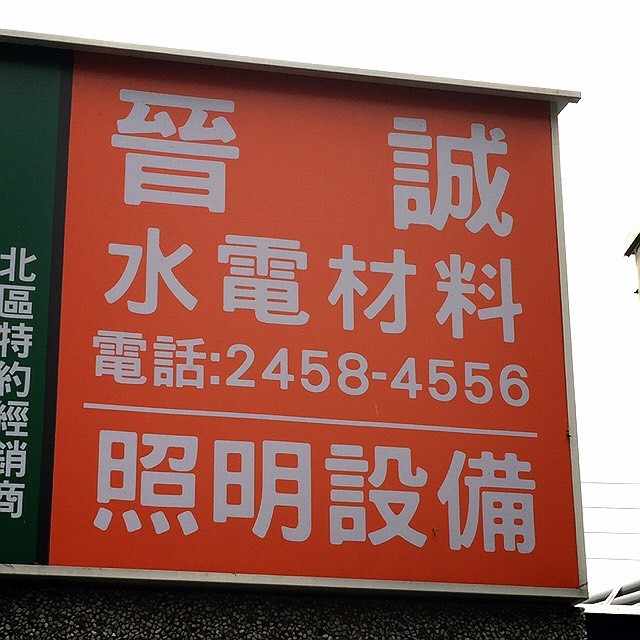 晉誠
水電材料
電話:2458-4556
照明設備
北區特約經銷商